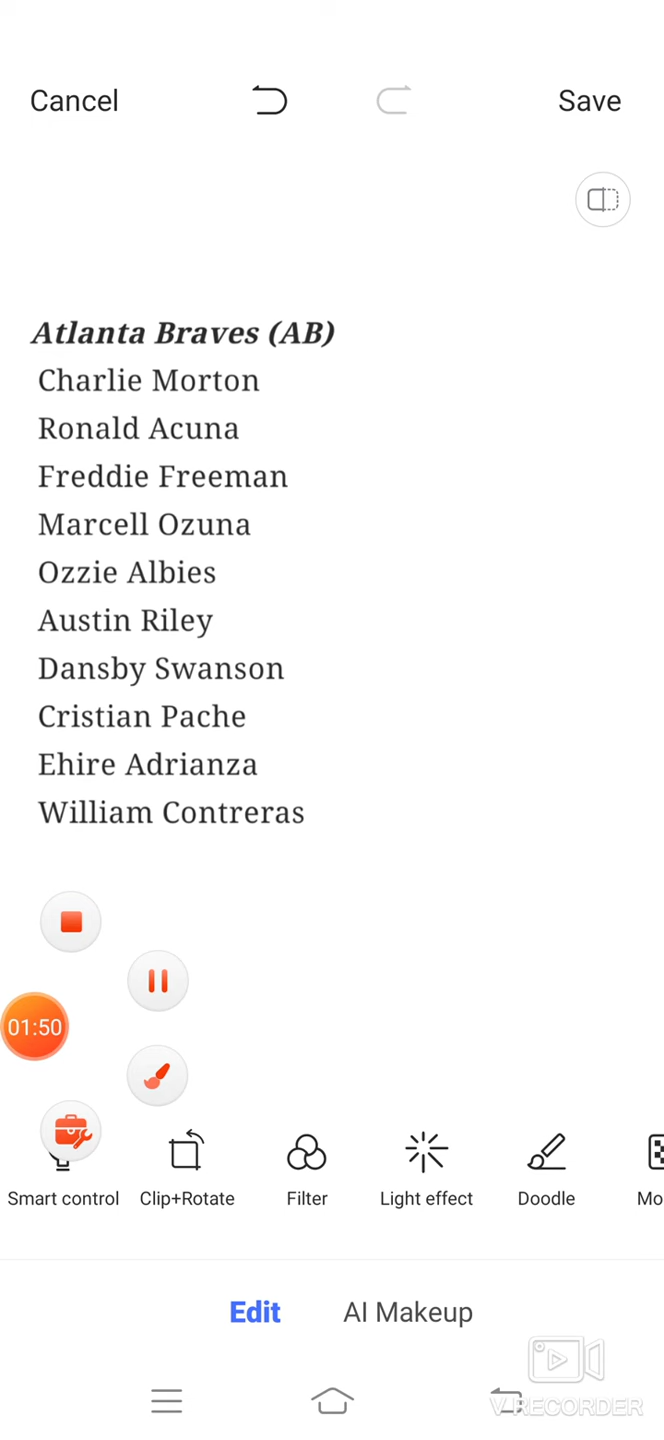 Cancel
Save
Atlanta Braves (AB)
Charlie Morton
Ronald Acuna
Freddie Freeman
Marcell Ozuna
Ozzie Albies
Austin Riley
Dansby Swanson
Cristian Pache
Ehire Adrianza
William Contreras
01:50
Smart control
Clip+Rotate
Filter
Light effect
Doodle
Mo
Edit
AI Makeup
V RECORDER